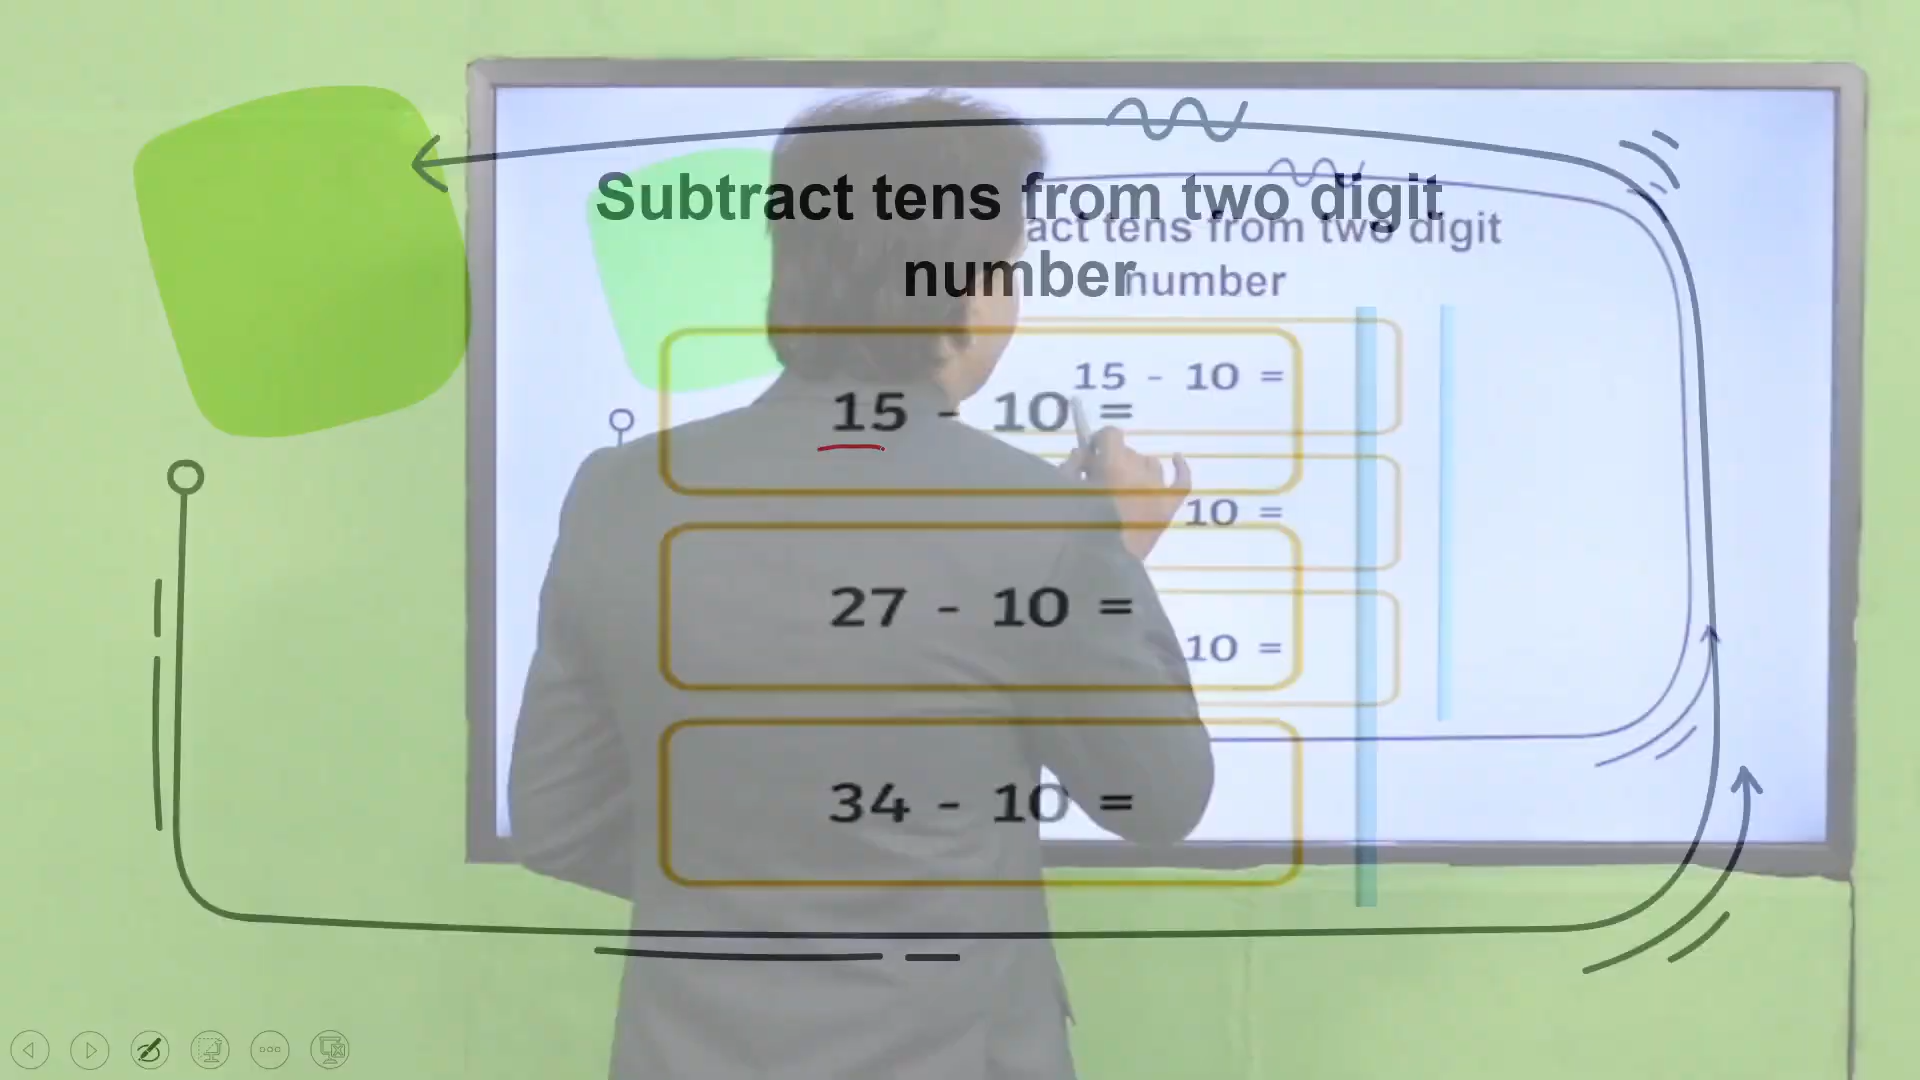 Subtract tens from two digit
number
15 - 10 =
27 - 10 =
34 - 10 =
act tens from two digit
number
15 - 10 =
10 =
10 =